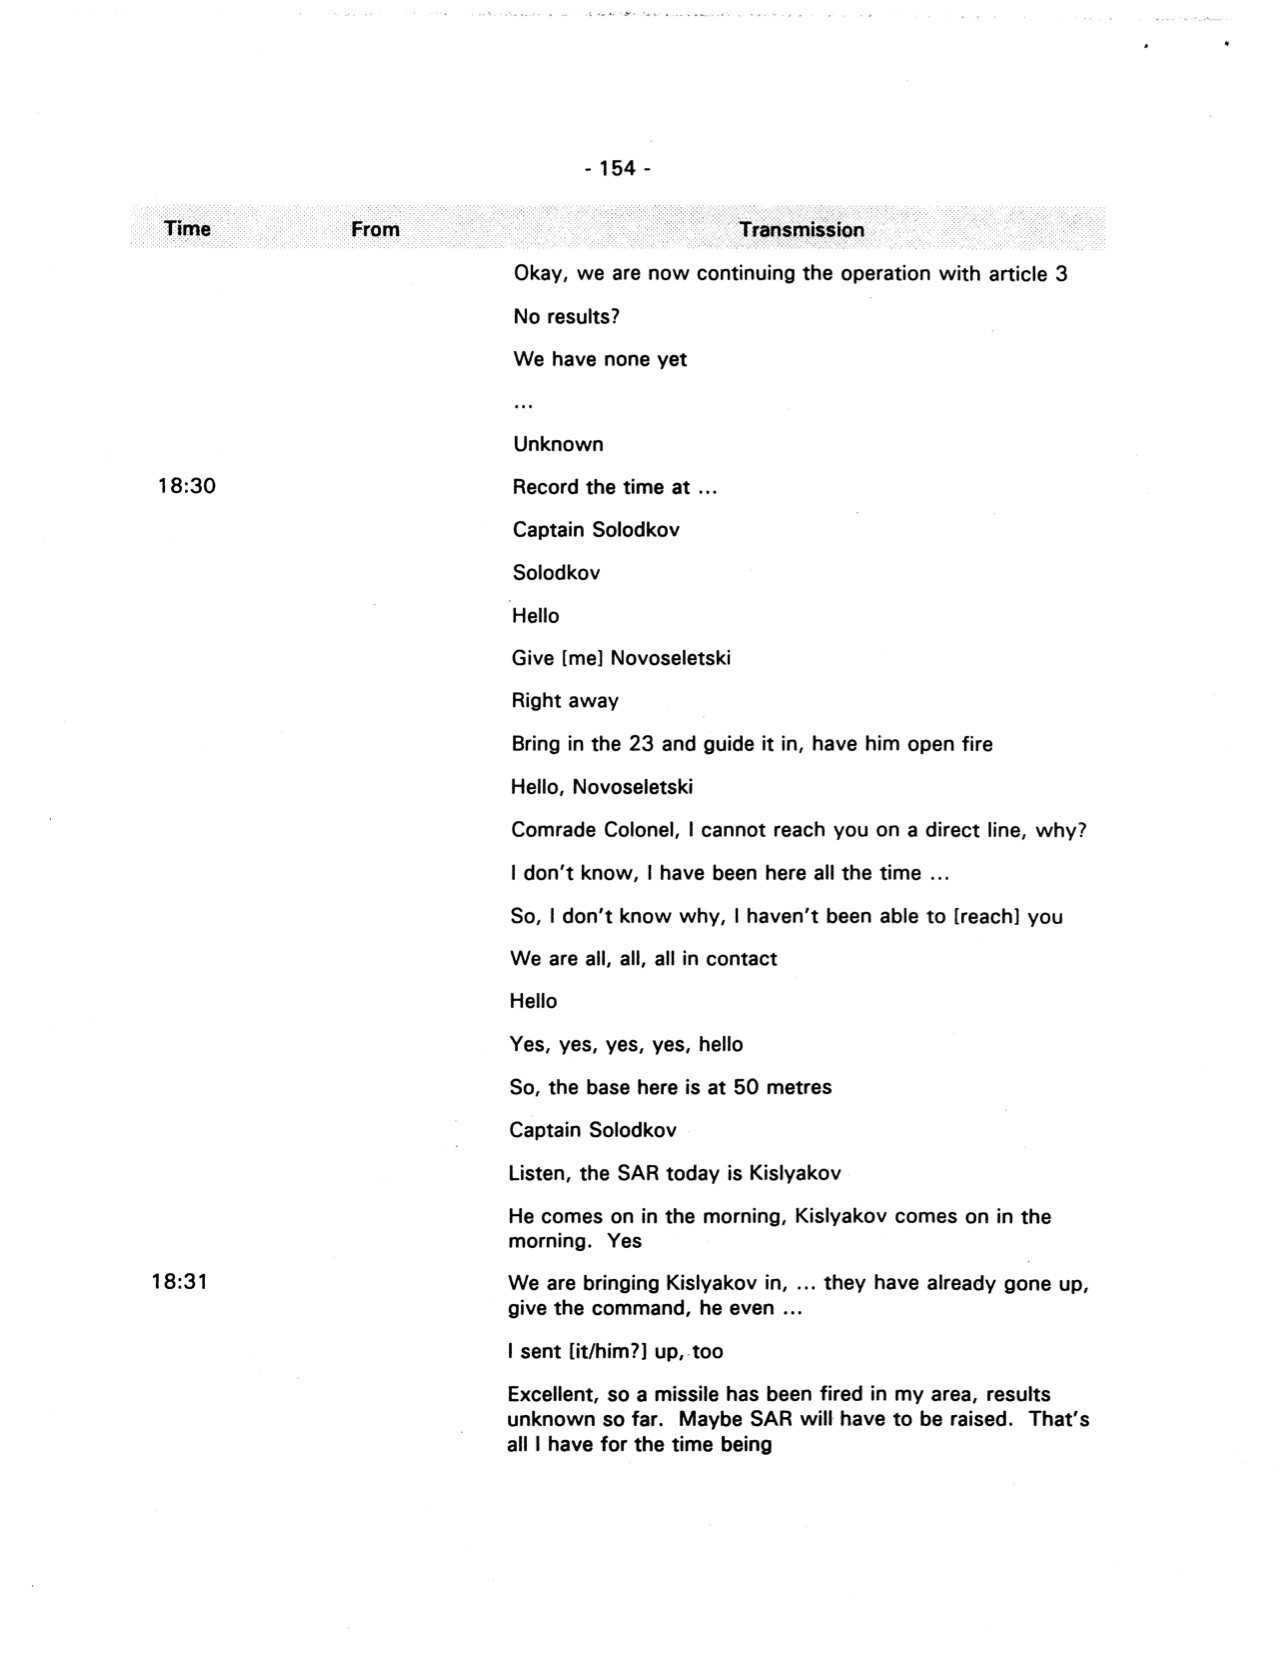 - 154 -
Time From Transmission
Okay, we are now continuing the operation with article 3
No results?
We have none yet
...
Unknown
18:30 Record the time at ...
Captain Solodkov
Solodkov
Hello
Give [me] Novoseletski
Right away
Bring in the 23 and guide it in, have him open fire
Hello, Novoseletski
Comrade Colonel, I cannot reach you on a direct line, why?
I don't know, I have been here all the time ...
So, I don't know why, I haven't been able to [reach] you
We are all, all, all in contact
Hello
Yes, yes, yes, yes, hello
So, the base here is at 50 metres
Captain Solodkov
Listen, the SAR today is Kislyakov
He comes on in the morning, Kislyakov comes on in the
morning. Yes
18:31 We are bringing Kislyakov in, ... they have already gone up,
give the command, he even ...
I sent [it/him?] up, too
Excellent, so a missile has been fired in my area, results
unknown so far. Maybe SAR will have to be raised. That's
all I have for the time being